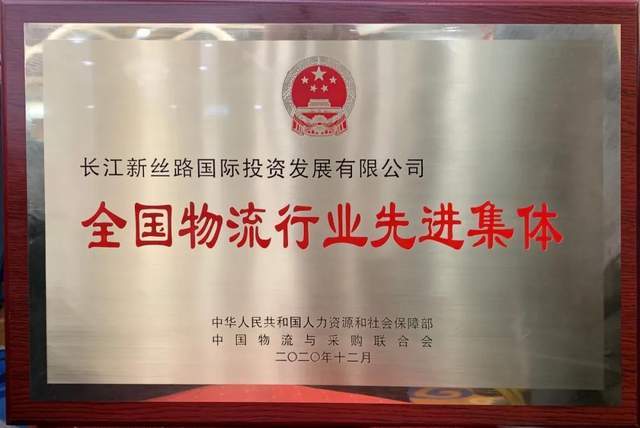 长江新丝路国际投资发展有限公司
全国物流行业先进集体
中华人民共和国人力资源和社会保障部
中国物流与采购联合会
二〇二〇年十二月